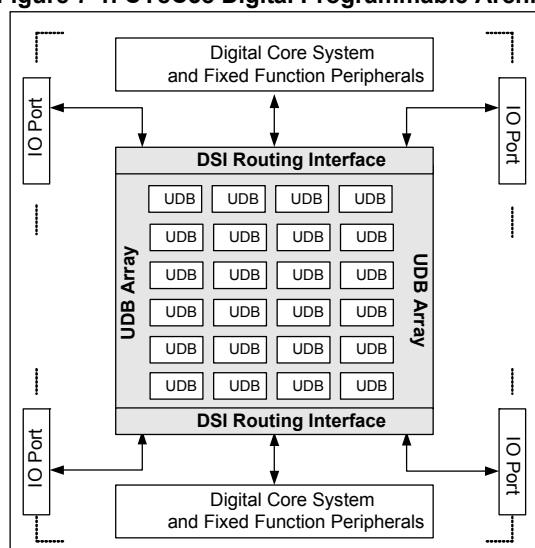 Digital Core System
and Fixed Function Peripherals
IO Port
IO Port
DSI Routing Interface
UDB UDB UDB UDB
UDB UDB UDB UDB
UDB UDB UDB UDB
UDB UDB UDB UDB
UDB UDB UDB UDB
UDB UDB UDB UDB
UDB Array
UDB Array
DSI Routing Interface
IO Port
IO Port
Digital Core System
and Fixed Function Peripherals